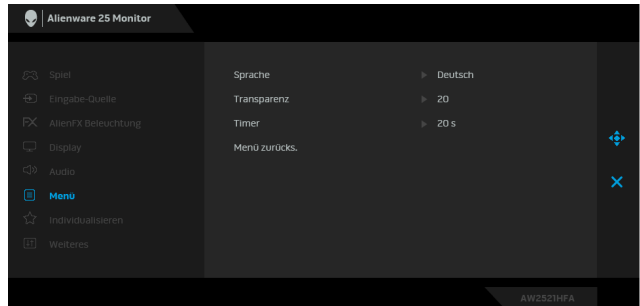 Alienware 25 Monitor
Spiel
Eingabe-Quelle
AlienFX Beleuchtung
Display
Audio
Menü
Individualisieren
Weiteres
Sprache Deutsch
Transparenz 20
Timer 20 s
Menü zurücks.
AW2521HFA